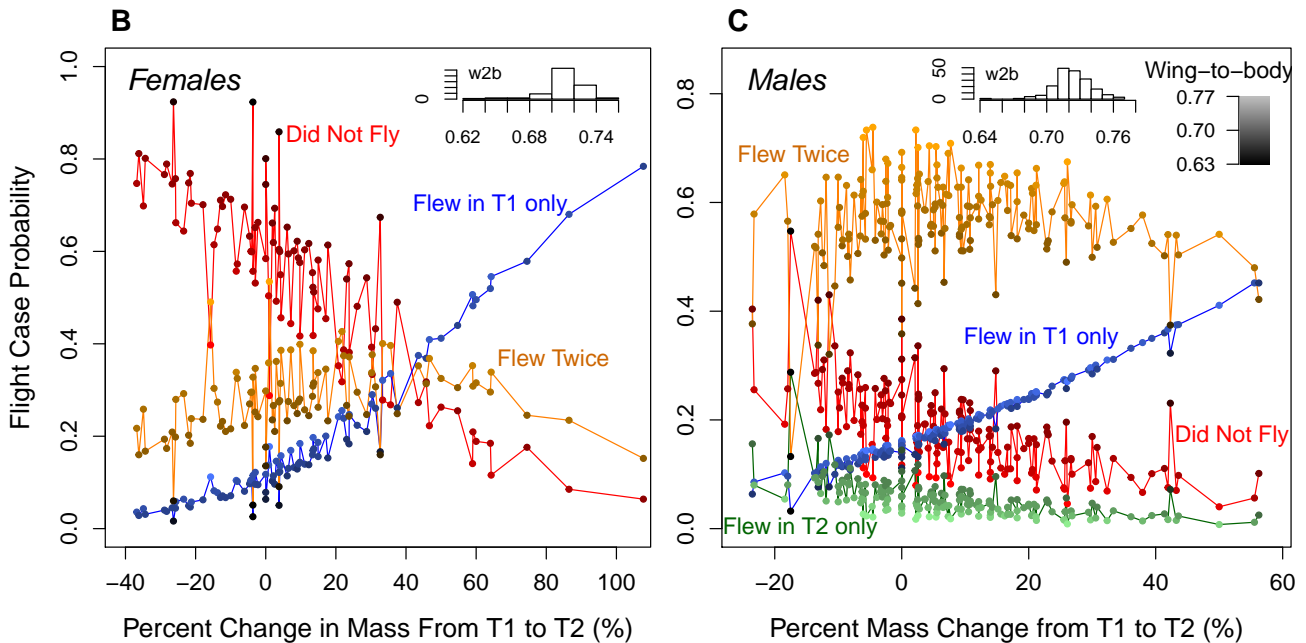 B
Females
w2b
0
0.62 0.68 0.74
Did Not Fly
Flew in T1 only
Flew Twice
Flight Case Probability
1.0
0.8
0.6
0.4
0.2
0.0
−40 −20 0 20 40 60 80 100
Percent Change in Mass From T1 to T2 (%)
C
Males
w2b
50
0
0.64 0.70 0.76
Wing−to−body
0.77
0.70
0.63
Flew Twice
Flew in T1 only
Did Not Fly
Flew in T2 only
0.8
0.6
0.4
0.2
0.0
−20 0 20 40 60
Percent Mass Change from T1 to T2 (%)